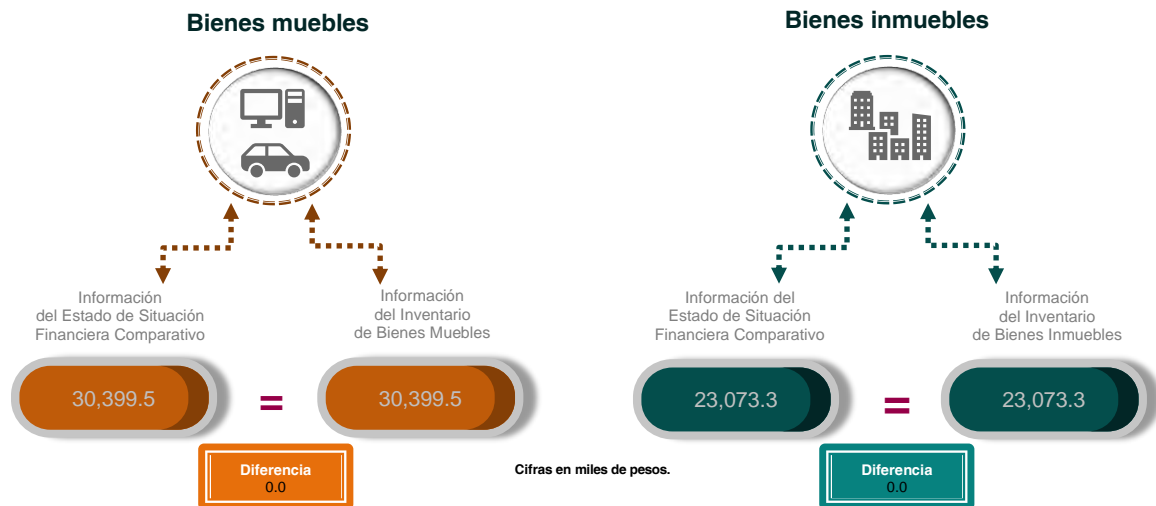 Bienes muebles
Información
del Estado de Situación
Financiera Comparativo
Información
del Inventario
de Bienes Muebles
30,399.5
=
30,399.5
Diferencia
0.0
Cifras en miles de pesos.
Bienes inmuebles
Información del
Estado de Situación
Financiera Comparativo
Información
del Inventario
de Bienes Inmuebles
23,073.3
=
23,073.3
Diferencia
0.0